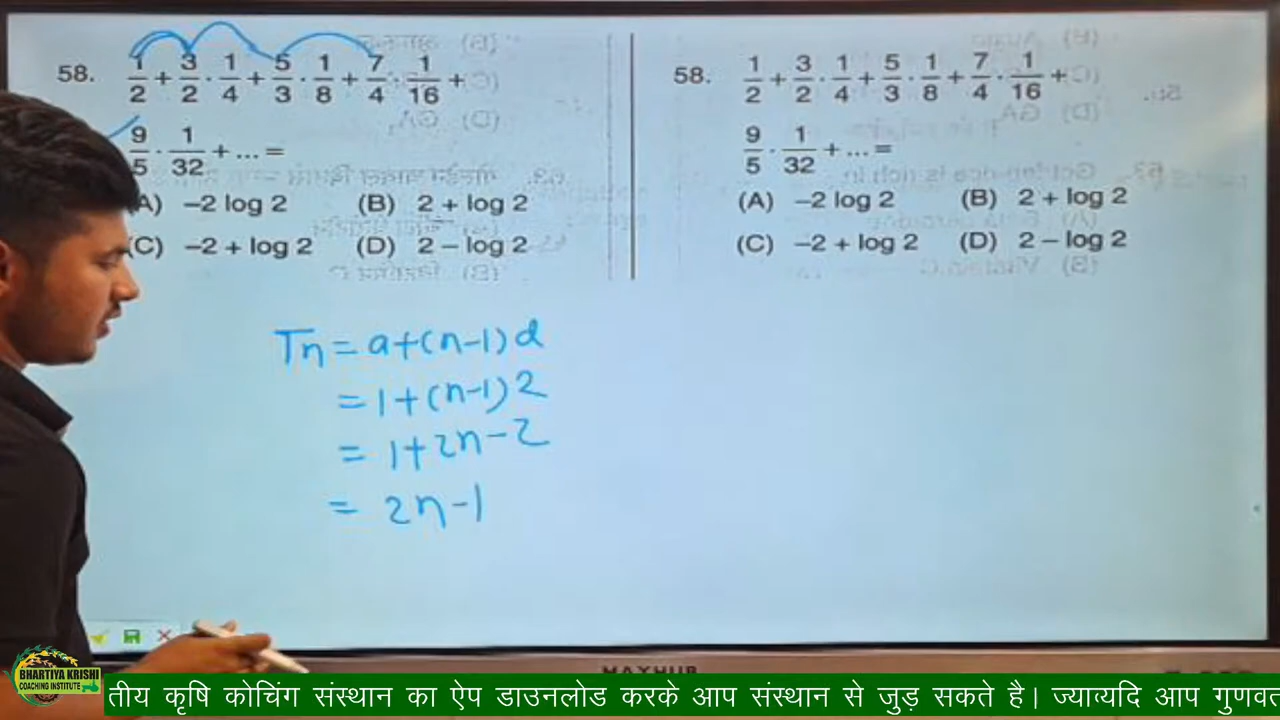 58. 1/2 + 3/2 · 1/4 + 5/3 · 1/8 + 7/4 · 1/16 +
9/5 · 1/32 + ... =
A) –2 log 2 (B) 2 + log 2
(C) –2 + log 2 (D) 2 – log 2
Tn = a+(n-1)d
= 1+(n-1)2
= 1+2n-2
= 2n-1
58. 1/2 + 3/2 · 1/4 + 5/3 · 1/8 + 7/4 · 1/16 +
9/5 · 1/32 + ... =
(A) –2 log 2 (B) 2 + log 2
(C) –2 + log 2 (D) 2 – log 2
BHARTIYA KRISHI
COACHING INSTITUTE
तीय कृषि कोचिंग संस्थान का ऐप डाउनलोड करके आप संस्थान से जुड़ सकते है। ज्याय्यदि आप गुणवत